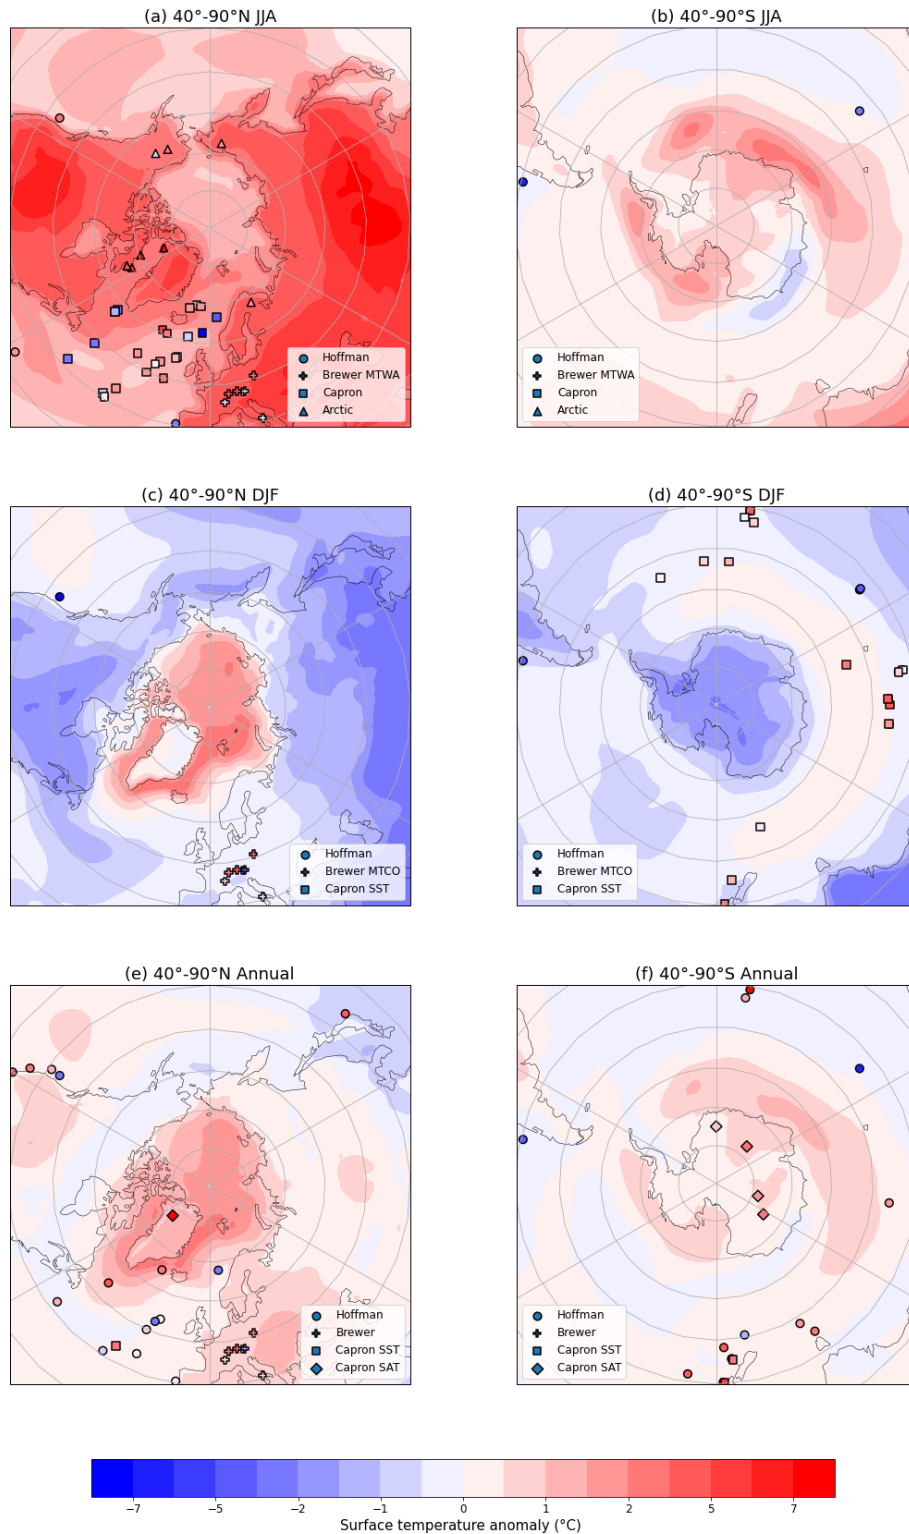 (a) 40°-90°N JJA
(b) 40°-90°S JJA
Hoffman
Brewer MTWA
Capron
Arctic
Hoffman
Brewer MTWA
Capron
Arctic
(c) 40°-90°N DJF
(d) 40°-90°S DJF
Hoffman
Brewer MTCO
Capron SST
Hoffman
Brewer MTCO
Capron SST
(e) 40°-90°N Annual
(f) 40°-90°S Annual
Hoffman
Brewer
Capron SST
Capron SAT
Hoffman
Brewer
Capron SST
Capron SAT
−7 −5 −1 0 1 2 5 7
Surface temperature anomaly (°C)